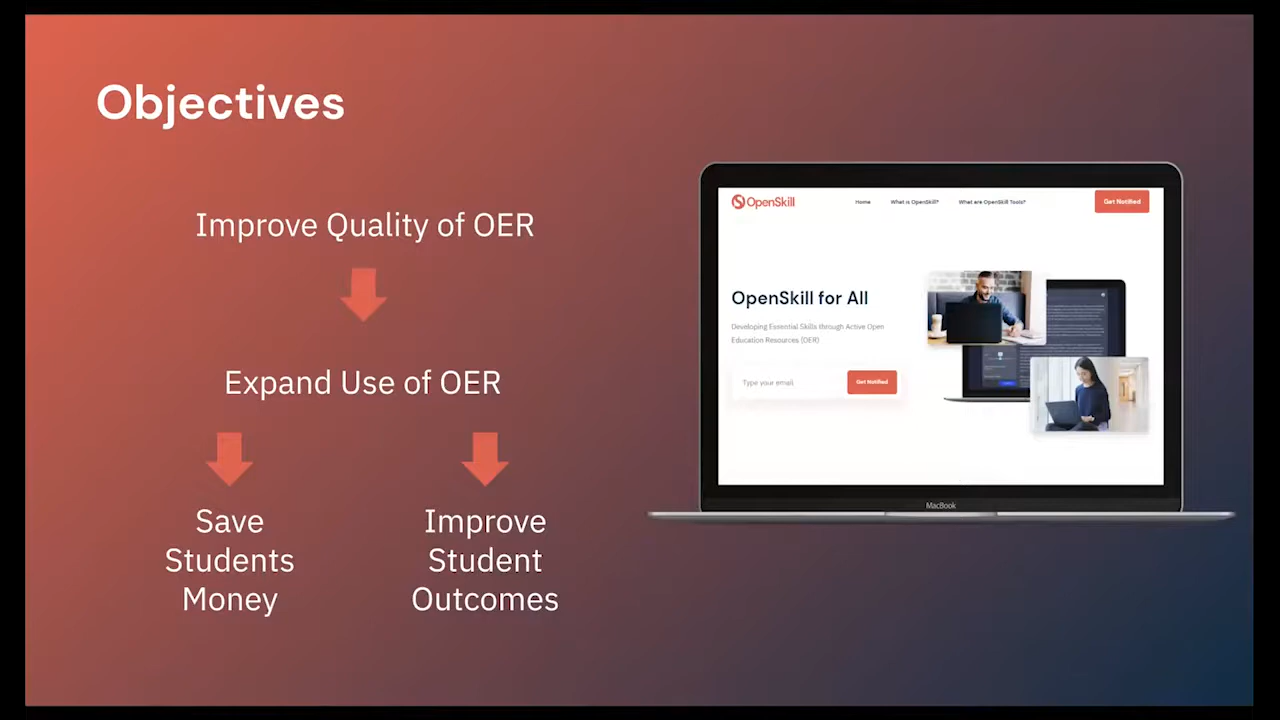 Objectives
Improve Quality of OER
Expand Use of OER
Save
Students
Money
Improve
Student
Outcomes
OpenSkill
Home
What is OpenSkill?
What are OpenSkill Tools?
Get Notified
OpenSkill for All
Developing Essential Skills through Active Open
Education Resources (OER)
Type your email
Get Notified
MacBook